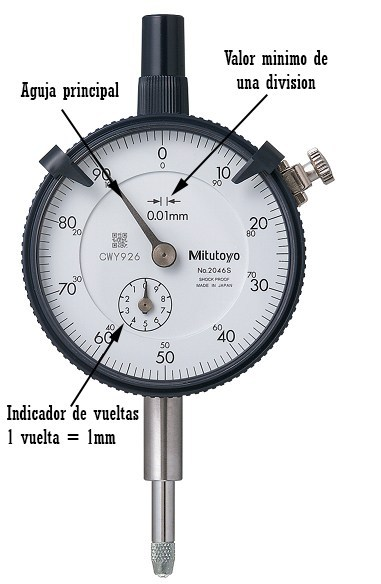 Valor minimo de
una division
Aguja principal
0
0
10
90
20
80
30
70
40
60
50
50
60
40
70
30
80
20
90
10
0.01mm
CWY926
Mitutoyo
No.2046S
SHOCK PROOF
MADE IN JAPAN
0
1
2
3
4
5
6
7
8
9
Indicador de vueltas
1 vuelta = 1mm